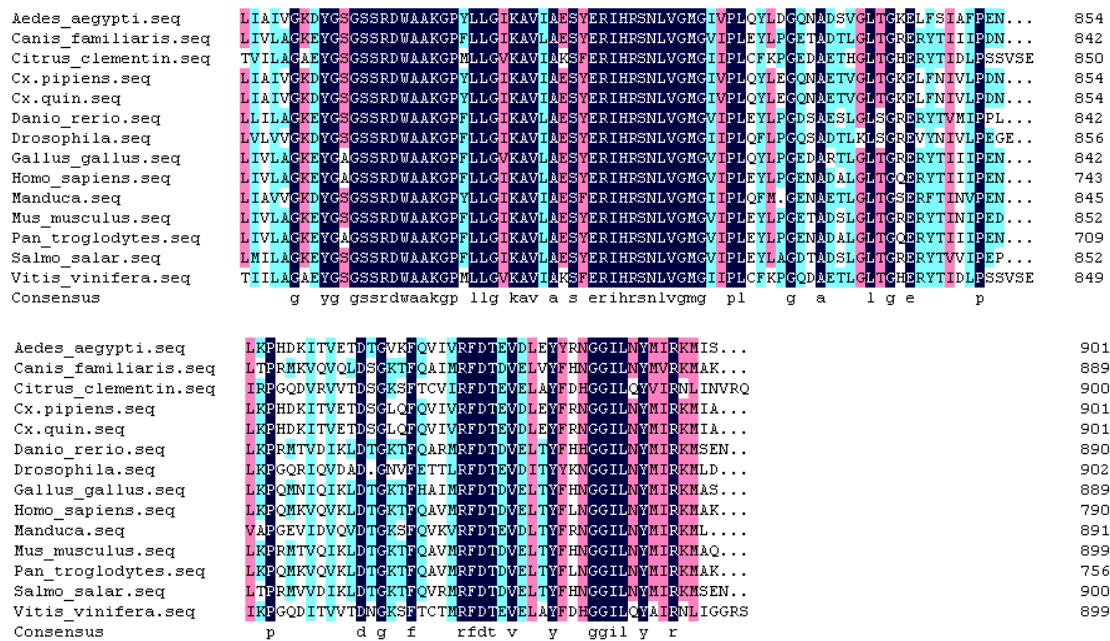 Aedes_aegypti.seq LIAIVGKDYGSGSSRDWAAKGPYLLGIKAVIAESYERIHRSNLVGMGIVPLQYLDGQNADSVGLTGKELFSIAFPEN... 854
Canis_familiaris.seq LIVLAGKEYGSGSSRDWAAKGPFLLGIKAVLAESYERIHRSNLVGMGVIPLEYLPGETADTLGLTGRERYTIIIPDN... 842
Citrus_clementin.seq TVILAGAEYGSGSSRDWAAKGPMLLGVKAVIAKSFERIHRSNLVGMGIIPLCFKPGEDAETHGLTGHERYTIDLPSSVSE 850
Cx.pipiens.seq LIAIVGKDYGSGSSRDWAAKGPYLLGIKAVIAESYERIHRSNLVGMGIVPLQYLEGQNAETVGLTGKELFNIVLPDN... 854
Cx.quin.seq LIAIVGKDYGSGSSRDWAAKGPYLLGIKAVIAESYERIHRSNLVGMGIVPLQYLEGQNAETVGLTGKELFNIVLPDN... 854
Danio_rerio.seq LLILAGKEYGSGSSRDWAAKGPYLLGIKAVIAESYERIHRSNLVGMGIVPLQYLPGDSAESLGLSGRERYTVMIPPL... 842
Drosophila.seq LVLVVGKDYGSGSSRDWAAKGPYLLGIKAVIAESYERIHRSNLVGMGIIPLQFLPGQSADTLKLSGREVYNIVLPEGE... 856
Gallus_gallus.seq LIVLAGKEYGAGSSRDWAAKGPFLLGVKAVLAESYERIHRSNLVGMGVIPLQYLPGEDARTLGLTGRERYTIIIPEN... 842
Homo_sapiens.seq LIVLAGKEYGAGSSRDWAAKGPFLLGIKAVLAESYERIHRSNLVGMGVIPLEYLPGENADALGLTGQERYTIIIPEN... 743
Manduca.seq LIAVVGKDYGSGSSRDWAAKGPYLLGIKAVIAESYERIHRSNLVGMGIIPLQFM.GENAETLGLTGSERFTINVPEN... 845
Mus_musculus.seq LIVLAGKEYGSGSSRDWAAKGPFLLGIKAVLAESYERIHRSNLVGMGVIPLEYLPGETADSLGLTGRERYTINIPED... 852
Pan_troglodytes.seq LIVLAGKEYGAGSSRDWAAKGPFLLGIKAVLAESYERIHRSNLVGMGVIPLEYLPGENADALGLTGQERYTIIIPEN... 709
Salmo_salar.seq LMILAGKEYGSGSSRDWAAKGPFLLGIKAVLAESYERIHRSNLVGMGVIPLEYLPGDTADSLGLTGRERYTVVIPEP... 852
Vitis_vinifera.seq TIILAGAEYGSGSSRDWAAKGPMLLGVKAVIAKSFERIHRSNLVGMGIIPLCFKPGQDAETLGLTGHERYTIDLPSSVSE 849
Consensus g yg gssrdwaakgp llg kav a s erihrsnlvgmg pl g a l g e p
Aedes_aegypti.seq LKPHDKITVETDTGVKFQVIVRFDTEVDLEYYRNGGILNYMIRKMIS... 901
Canis_familiaris.seq LTPRMKVQVQLDSGKTFQAIMRFDTDVELVYFHNGGILNYMVRKMAK... 889
Citrus_clementin.seq IRPGQDVRVVTDSGKSFTCVIRFDTEVELAYFDHGGILQYVIRNLINVRQ 900
Cx.pipiens.seq LKPHDKITVETDSGLQFQVIVRFDTEVDLEYFRNGGILNYMIRKMIA... 901
Cx.quin.seq LKPHDKITVETDSGLQFQVIVRFDTEVDLEYFRNGGILNYMIRKMIA... 901
Danio_rerio.seq LKPRMTVDIKLDTGKTFQARMRFDTDVELTYFHHGGILNYMIRKMSEN.. 890
Drosophila.seq LKPGQRIQVDAD.GNVFETTLRFDTEVDITYYKNGGILNYMIRKMLD... 902
Gallus_gallus.seq LKPQMNIQIKLDTGKTFHAIMRFDTDVELTYFHNGGILNYMIRKMAS... 889
Homo_sapiens.seq LKPQMKVQVKLDTGKTFQAVMRFDTDVELTYFLNGGILNYMIRKMAK... 790
Manduca.seq VAPGEVIDVQVDTGKSFQVKVRFDTEVDLTYFRNGGILNYMIRKML.... 891
Mus_musculus.seq LKPRMTVQIKLDTGKTFQAVMRFDTDVELTYFHNGGILNYMIRKMAQ... 899
Pan_troglodytes.seq LKPQMKVQVKLDTGKTFQAVMRFDTDVELTYFLNGGILNYMIRKMAK... 756
Salmo_salar.seq LTPRMVVDIKLDTGKTFQVRMRFDTDVELTYFHNGGILNYMIRKMSEN.. 900
Vitis_vinifera.seq IKPGQDITVVTDNGKSFTCTMRFDTEVELAYFDHGGILQYAIRNLIGGRS 899
Consensus p d g f rfdt v y ggil y r